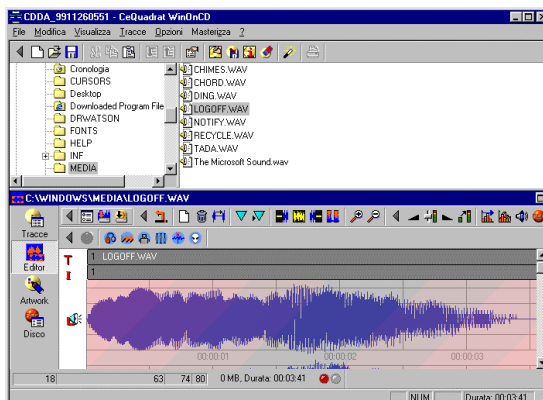 CDDA_9911260551 - CeQuadrat WinOnCD
File Modifica Visualizza Tracce Opzioni Masterizza ?
Cronologia
CURSORS
Desktop
Downloaded Program File
DRWATSON
FONTS
HELP
INF
MEDIA
CHIMES.WAV
CHORD.WAV
DING.WAV
LOGOFF.WAV
NOTIFY.WAV
RECYCLE.WAV
TADA.WAV
The Microsoft Sound.wav
C:\WINDOWS\MEDIA\LOGOFF.WAV
Tracce
Editor
Artwork
Disco
T 1 LOGOFF.WAV
I 1
00:00:01 00:00:02 00:00:03
18 63 74 80 0 MB, Durata: 00:03:41
NUM Durata: 00:03:41